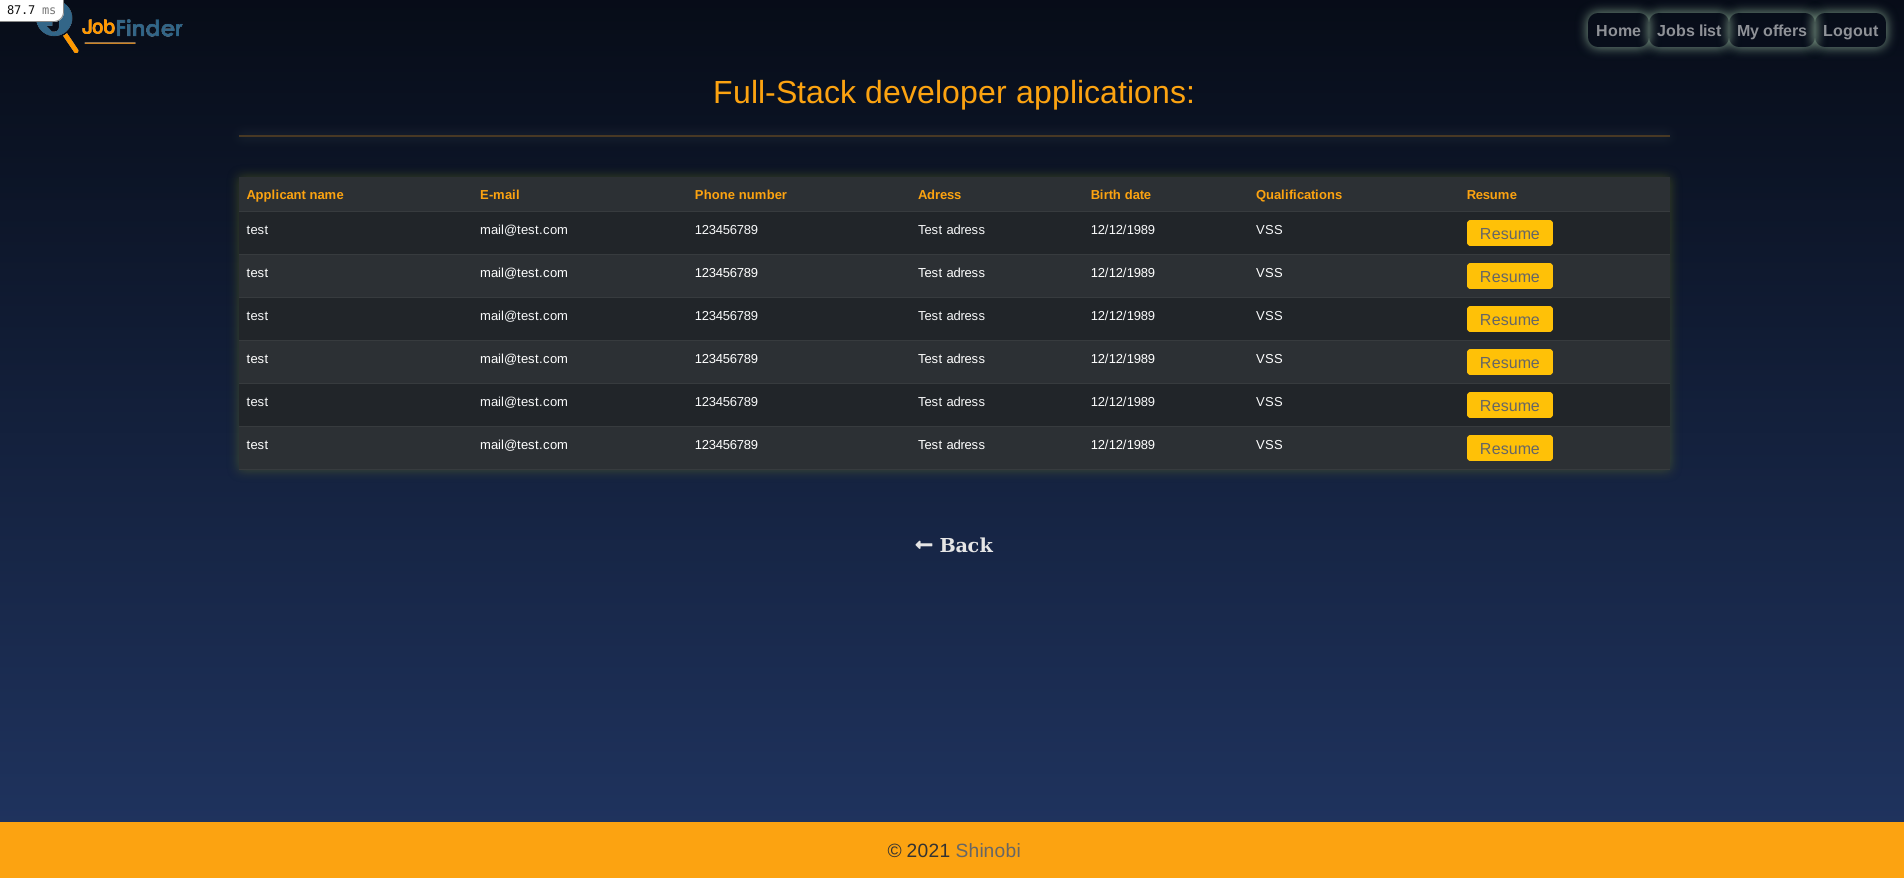 87.7 ms
JobFinder
Home Jobs list My offers Logout
Full-Stack developer applications:
Applicant name E-mail Phone number Adress Birth date Qualifications Resume
test mail@test.com 123456789 Test adress 12/12/1989 VSS Resume
test mail@test.com 123456789 Test adress 12/12/1989 VSS Resume
test mail@test.com 123456789 Test adress 12/12/1989 VSS Resume
test mail@test.com 123456789 Test adress 12/12/1989 VSS Resume
test mail@test.com 123456789 Test adress 12/12/1989 VSS Resume
test mail@test.com 123456789 Test adress 12/12/1989 VSS Resume
← Back
© 2021 Shinobi